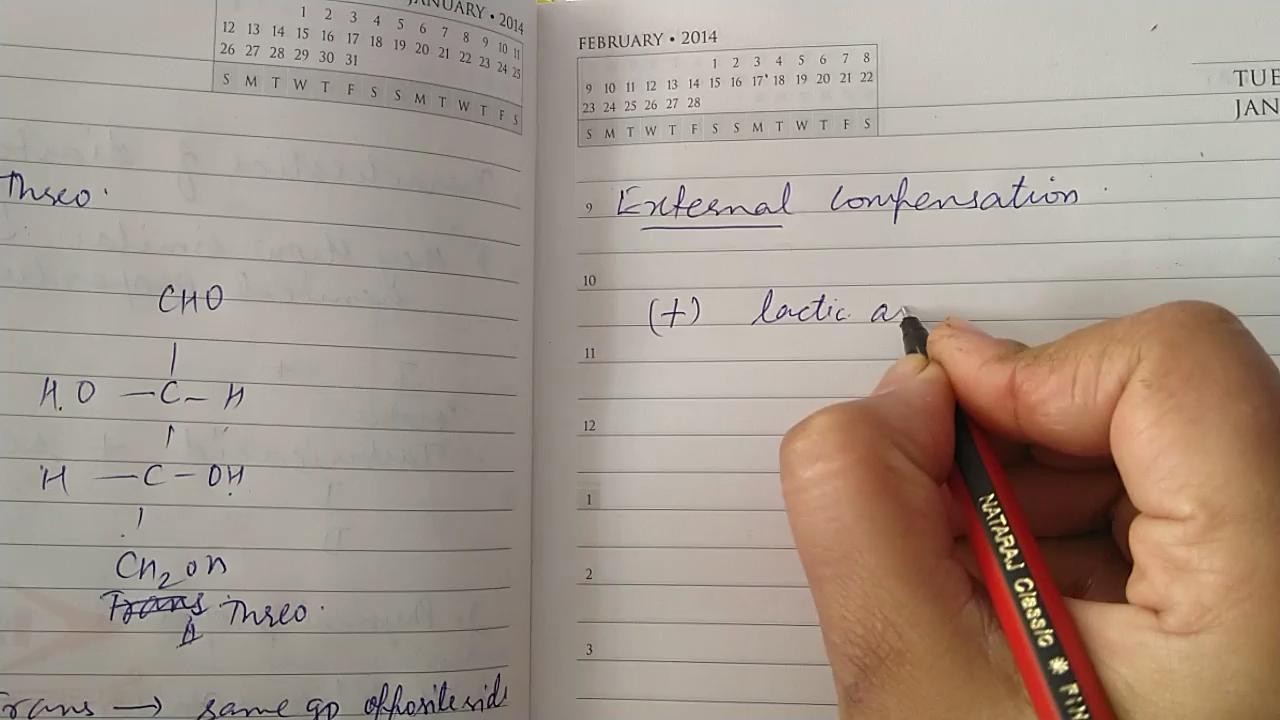 JANUARY • 2014
1 2 3 4 5 6 7 8 9 10 11
12 13 14 15 16 17 18 19 20 21 22 23 24 25
26 27 28 29 30 31
S M T W T F S S M T W T F S
Threo.
CHO
H.O — C — H
H — C — OH
CH2OH
Trans Threo.
Trans → same gp opposite side
FEBRUARY • 2014
1 2 3 4 5 6 7 8
9 10 11 12 13 14 15 16 17 18 19 20 21 22
23 24 25 26 27 28
S M T W T F S S M T W T F S
TUE
JAN
9 External compensation
10
(+) lactic a
11
12
1
2
3
NATARAJ Classic